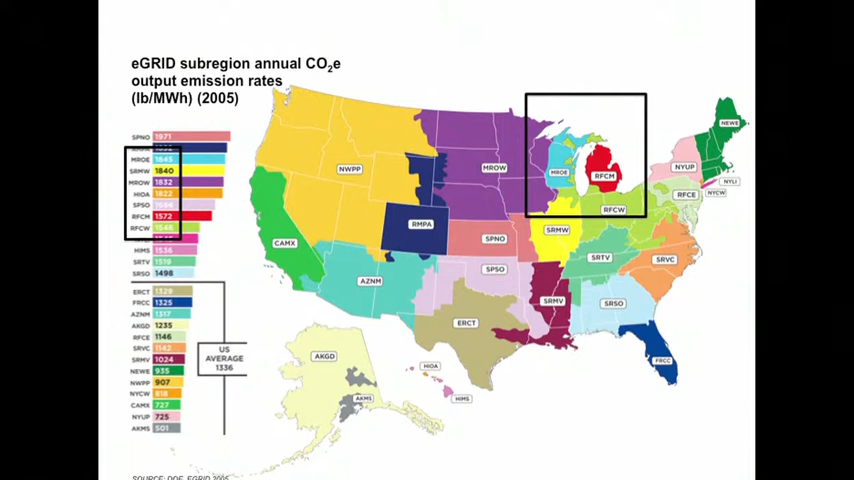 eGRID subregion annual CO2e
output emission rates
(lb/MWh) (2005)
SPNO 1971
MROE 1845
SRMW 1840
MROW 1832
HIOA 1822
SPSO
RFCM 1572
RFCW 1548
HIMS 1536
SRTV 1519
SRSO 1498
ERCT 1329
FRCC 1325
AZNM 1317
AKGD 1235
RFCE 1146
SRVC 1142
SRMV 1024
NEWE 935
NWPP 907
NYCW 818
CAMX 727
NYUP 725
AKMS 501
US
AVERAGE
1336
NWPP
MROW
MROE
RFCM
NYUP
NEWE
NYLI
NYCW
RFCE
RFCW
RMPA
CAMX
SPNO
SRMW
SRTV
SRVC
AZNM
SPSO
SRMV
SRSO
ERCT
FRCC
AKGD
AKMS
HIOA
HIMS
SOURCE: DOE, EGRID 2005